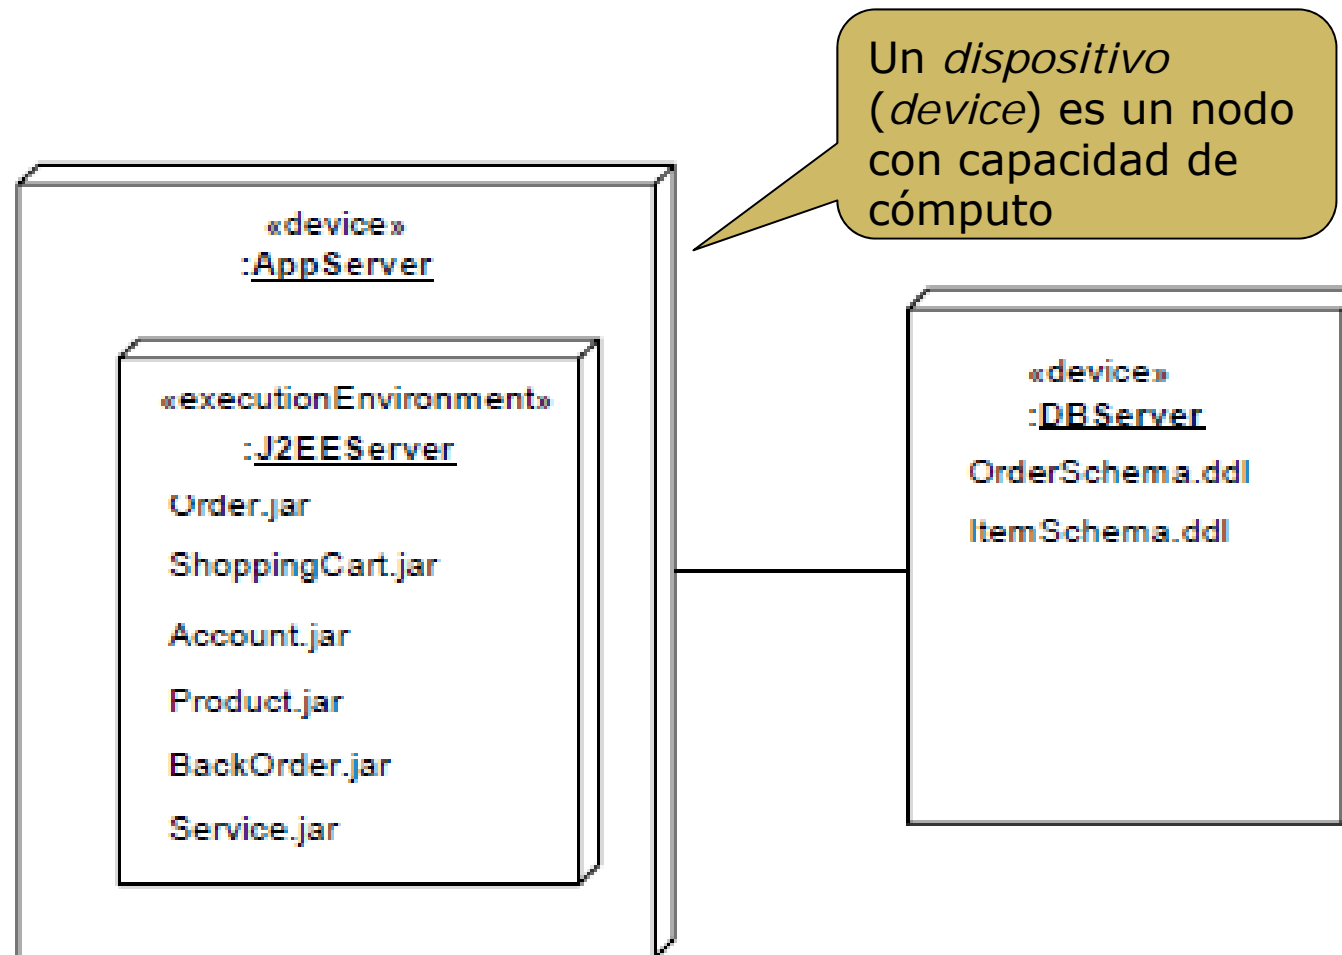 Un dispositivo
(device) es un nodo
con capacidad de
cómputo
«device»
:AppServer
«executionEnvironment»
:J2EEServer
Order.jar
ShoppingCart.jar
Account.jar
Product.jar
BackOrder.jar
Service.jar
«device»
:DBServer
OrderSchema.ddl
ItemSchema.ddl